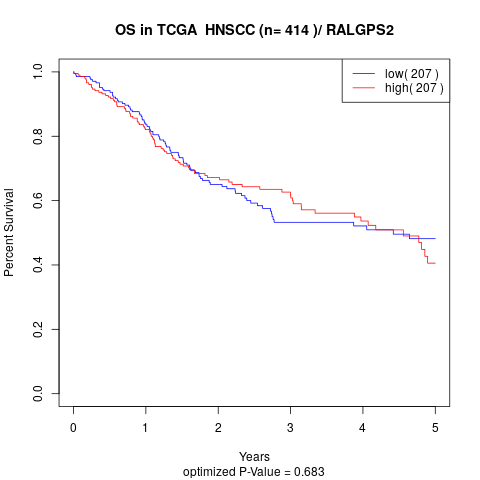 OS in TCGA  HNSCC (n= 414 )/ RALGPS2
low( 207 )
high( 207 )
Percent Survival
1.0
0.8
0.6
0.4
0.2
0.0
0 1 2 3 4 5
Years
optimized P-Value = 0.683